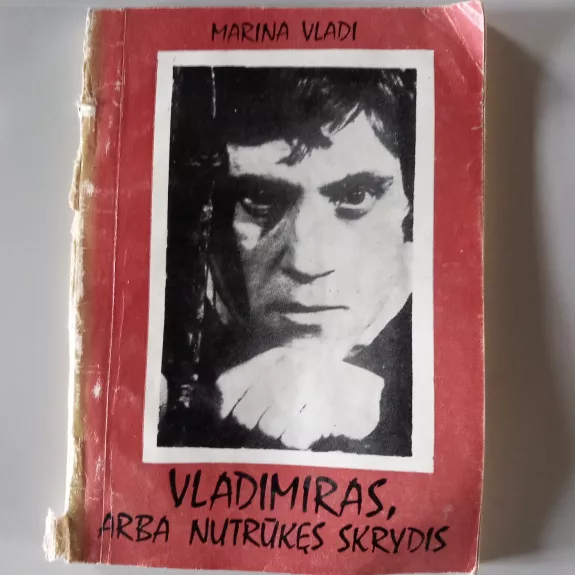 MARINA VLADI
VLADIMIRAS,
ARBA NUTRŪKĘS SKRYDIS